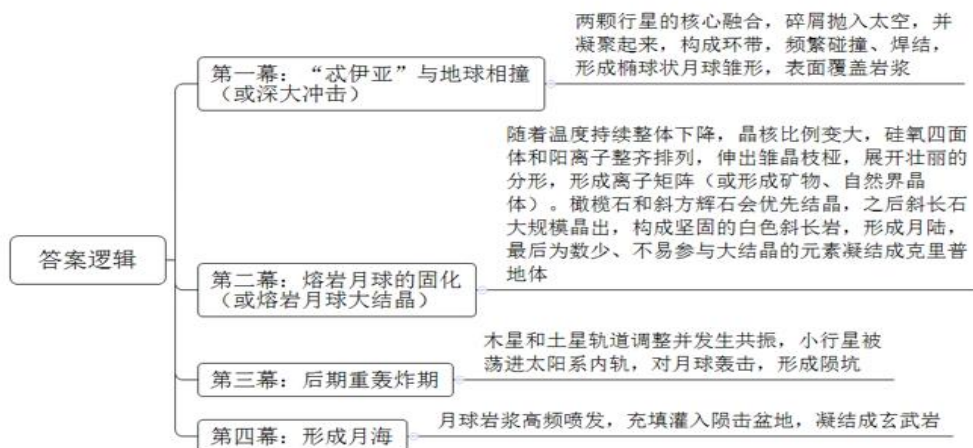 两颗行星的核心融合，碎屑抛入太空，并
凝聚起来，构成环带，频繁碰撞、焊结，
形成椭球状月球雏形，表面覆盖岩浆
第一幕：“忒伊亚”与地球相撞
（或深大冲击）
随着温度持续整体下降，晶核比例变大，硅氧四面
体和阳离子整齐排列，伸出雏晶枝桠，展开壮丽的
分形，形成离子矩阵（或形成矿物、自然界晶
体）。橄榄石和斜方辉石会优先结晶，之后斜长石
大规模晶出，构成坚固的白色斜长岩，形成月陆，
最后为数少、不易参与大结晶的元素凝结成克里普
地体
答案逻辑
第二幕：熔岩月球的固化
（或熔岩月球大结晶）
木星和土星轨道调整并发生共振，小行星被
荡进太阳系内轨，对月球轰击，形成陨坑
第三幕：后期重轰炸期
月球岩浆高频喷发，充填灌入陨击盆地，凝结成玄武岩
第四幕：形成月海